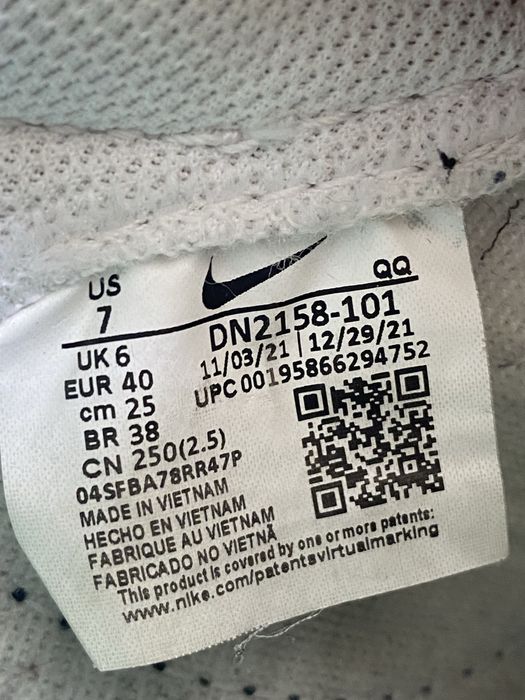 US
7
UK 6
EUR 40
cm 25
BR 38
CN 250(2.5)
04SFBA78RR47P
MADE IN VIETNAM
HECHO EN VIETNAM
FABRIQUE AU VIETNAM
FABRICADO NO VIETNÃ
This product is covered by one or more patents:
www.nike.com/patentsvirtualmarking
QQ
DN2158-101
11/03/21 | 12/29/21
UPC 00195866294752